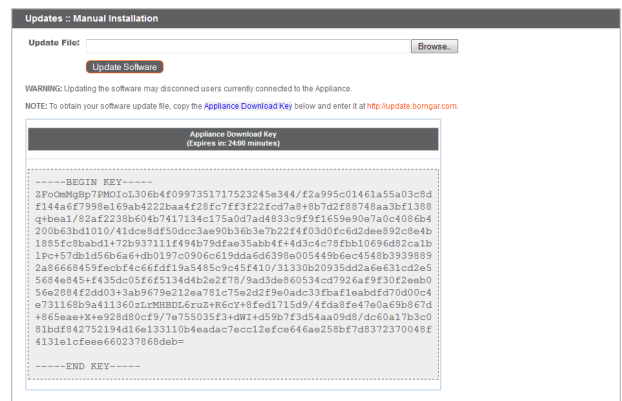 Updates :: Manual Installation
Update File:
Browse..
Update Software
WARNING: Updating the software may disconnect users currently connected to the Appliance.
NOTE: To obtain your software update file, copy the Appliance Download Key below and enter it at http://update.bomgar.com.
Appliance Download Key
(Expires in: 24:00 minutes)
-----BEGIN KEY-----
ZFoOmMgBp7PMOIoL306b4f0997351717523245e344/f2a995c01461a55a03c8d
f144a6f7998e169ab4222baa4f28fc7ff3f22fcd7a8+8b7d2f88748aa3bf1388
q+bea1/82af2238b604b7417134c175a0d7ad4833c9f9f1659e90e7a0c4086b4
200b63bd1010/41dce8df50dcc3ae90b36b3e7b22f4f03d0fc6d2dee892c8e4b
1885fc8babd1+72b937111f494b79dfae35abb4f+4d3c4c78fbb10696d82ca1b
1Pc+57db1d56b6a6+db0197c0906c619dda6d6398e005449b6ec4548b3939889
2a86668459fecbf4c66fdf19a5485c9c45f410/31330b20935dd2a6e631cd2e5
5684e845+f435dc05f6f5134d4b2e2f78/9ad3de860534cd7926af9f30f2eeb0
56e2884f2dd03+3ab9679e212ea781c75e2d2f9e0adc33fbaf1eabdfd70d00c4
e731168b9a411360zLrMHBDL6ruZ+R6cY+8fed1715d9/4fda8fe47e0a69b867d
+865eae+X+e928d80cf9/7e755035f3+dWI+d59b7f3d54aa09d8/dc60a17b3c0
81bdf842752194d16e133110b4eadac7ecc12efce646ae258bf7d8372370048f
4131e1cfeee660237868deb=
-----END KEY-----